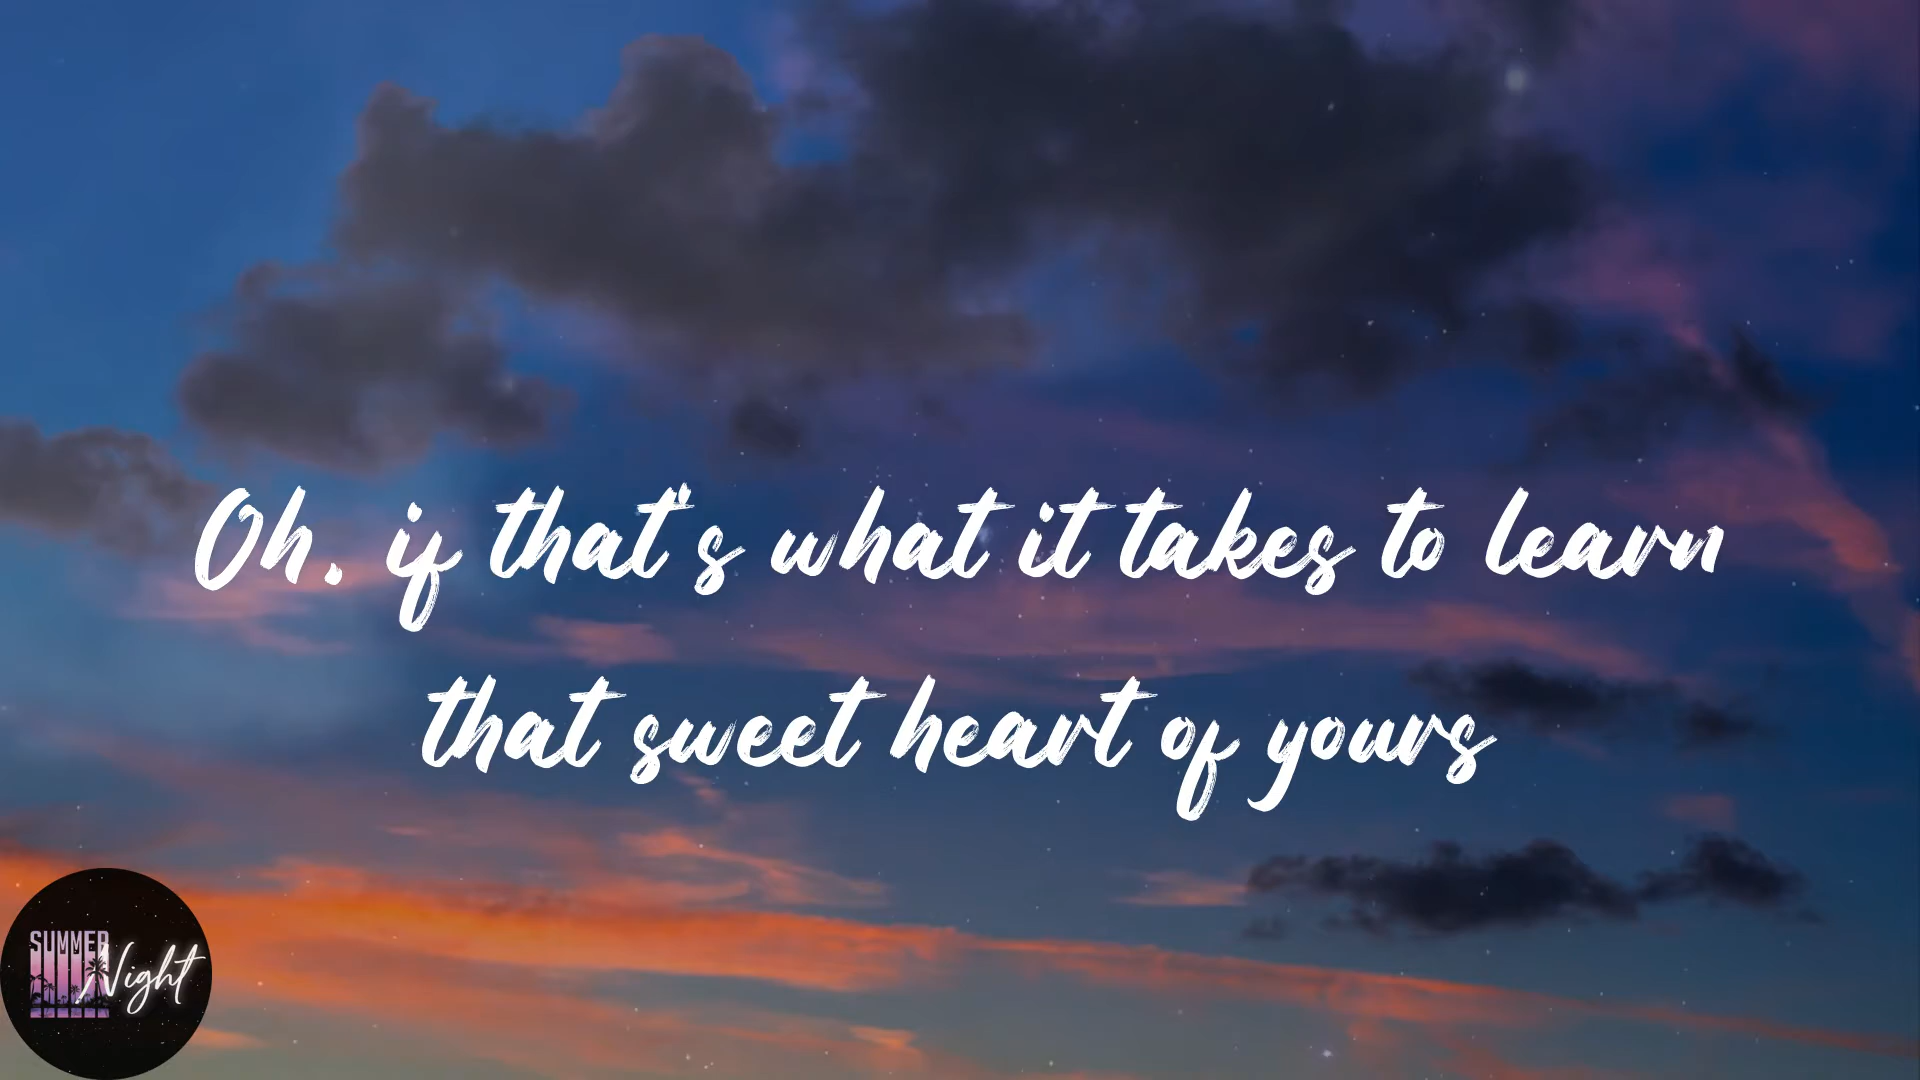 Oh, if that's what it takes to learn
that sweet heart of yours
SUMMER
Night